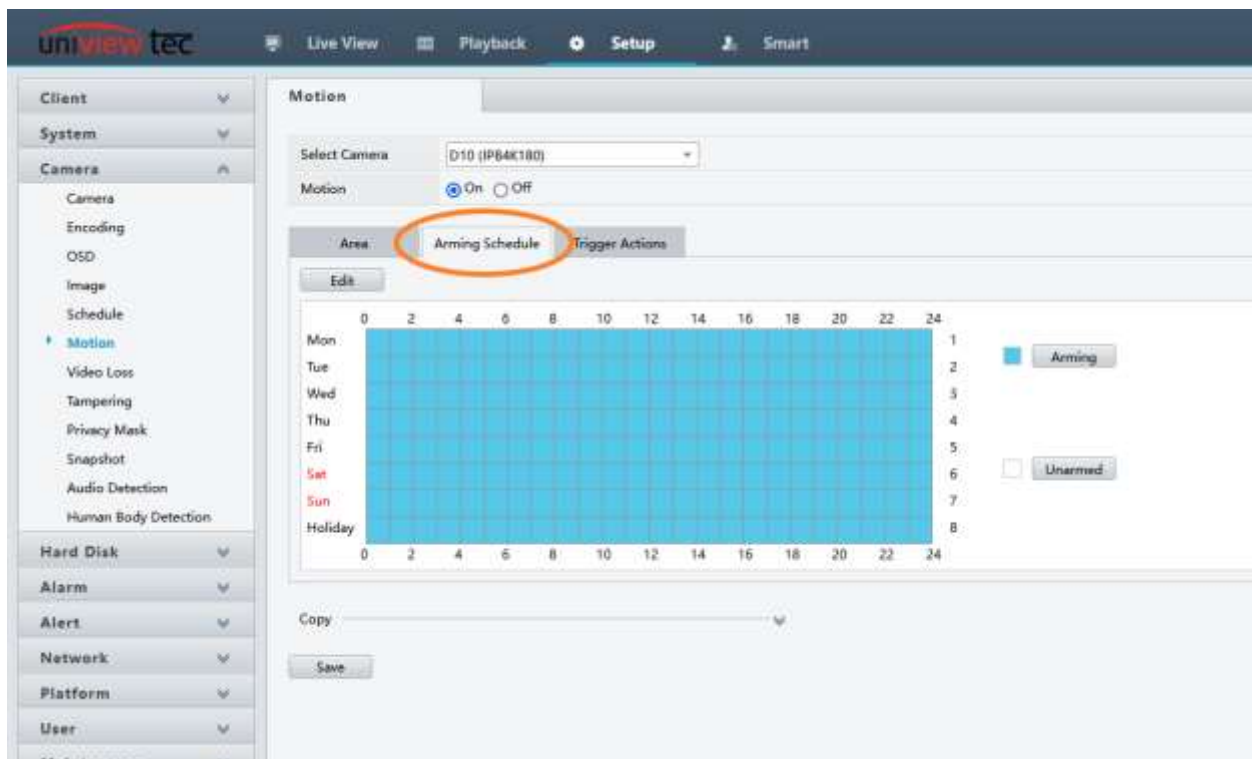 uniview tec
Live View Playback Setup Smart
Client
System
Camera
Camera
Encoding
OSD
Image
Schedule
Motion
Video Loss
Tampering
Privacy Mask
Snapshot
Audio Detection
Human Body Detection
Hard Disk
Alarm
Alert
Network
Platform
User
Motion
Select Camera D10 (IP84K180)
Motion On Off
Area Arming Schedule Trigger Actions
Edit
0 2 4 6 8 10 12 14 16 18 20 22 24
Mon 1
Tue 2
Wed 3
Thu 4
Fri 5
Sat 6
Sun 7
Holiday 8
0 2 4 6 8 10 12 14 16 18 20 22 24
Arming
Unarmed
Copy
Save